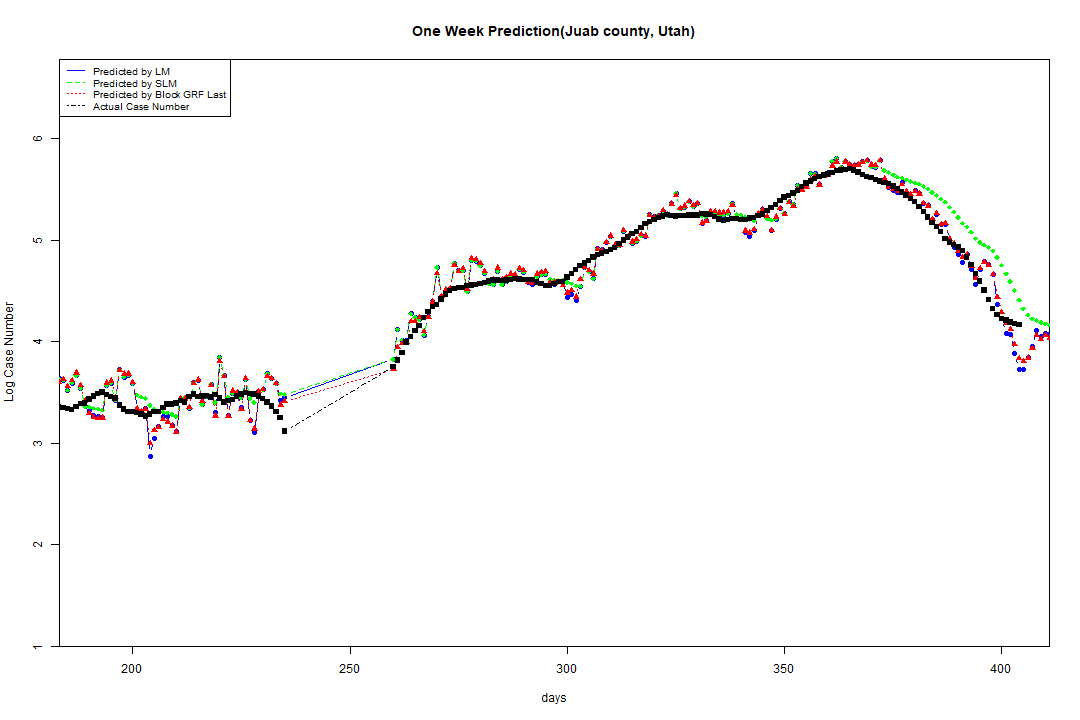 One Week Prediction(Juab county, Utah)
Predicted by LM
Predicted by SLM
Predicted by Block GRF Last
Actual Case Number
6
5
4
3
2
1
Log Case Number
200 250 300 350 400
days